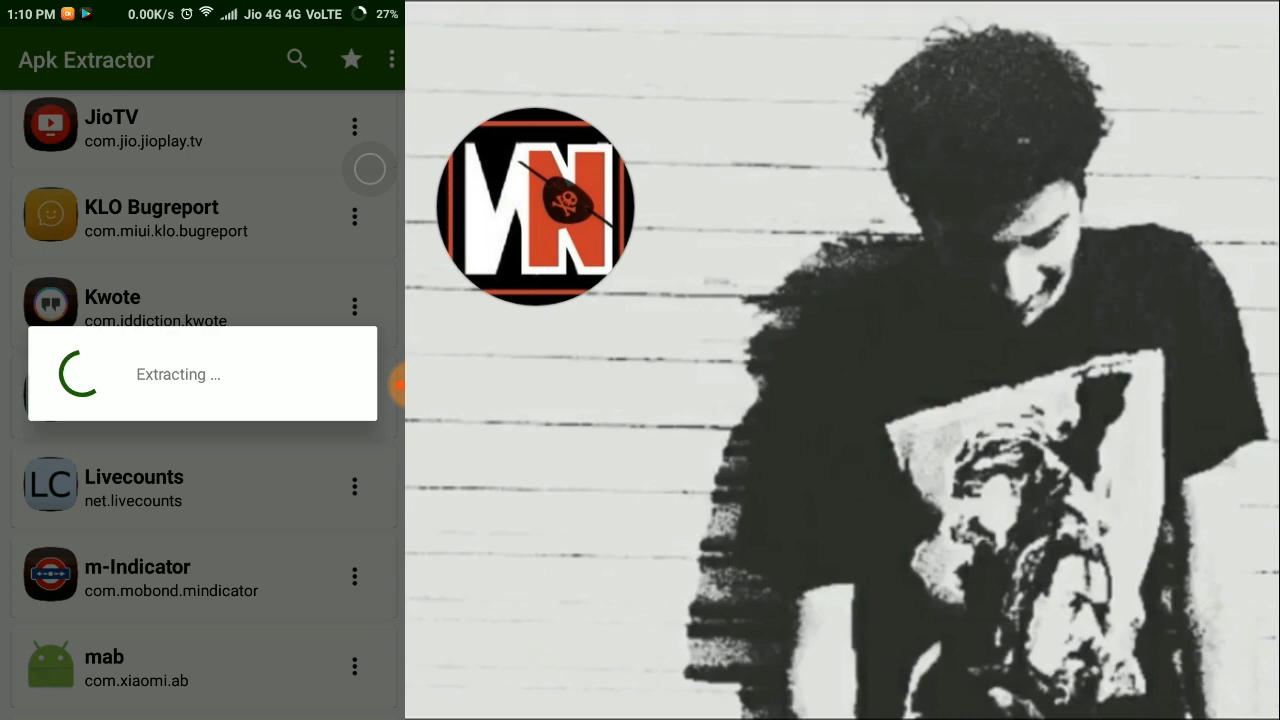 1:10 PM 0.00K/s Jio 4G 4G VoLTE 27%
Apk Extractor
JioTV
com.jio.jioplay.tv
KLO Bugreport
com.miui.klo.bugreport
Kwote
com.iddiction.kwote
Extracting ...
LC
Livecounts
net.livecounts
m-Indicator
com.mobond.mindicator
mab
com.xiaomi.ab
VN